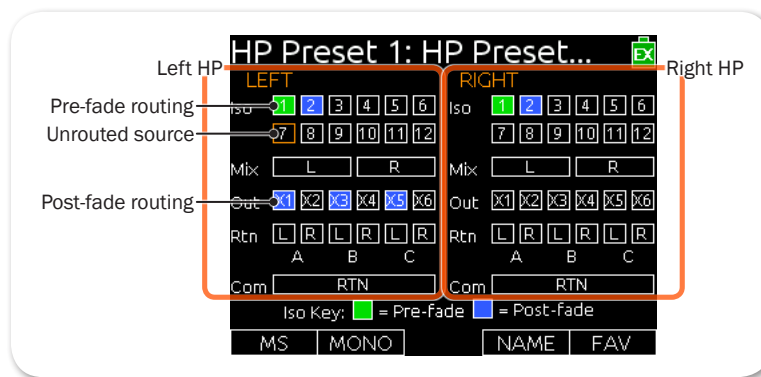 HP Preset 1: HP Preset... EX
Left HP
Right HP
LEFT
RIGHT
Pre-fade routing
Iso 1 2 3 4 5 6
Iso 1 2 3 4 5 6
Unrouted source
7 8 9 10 11 12
7 8 9 10 11 12
Mix L R
Mix L R
Post-fade routing
Out X1 X2 X3 X4 X5 X6
Out X1 X2 X3 X4 X5 X6
Rtn L R L R L R
Rtn L R L R L R
A B C
A B C
Com RTN
Com RTN
Iso Key: = Pre-fade = Post-fade
MS MONO NAME FAV